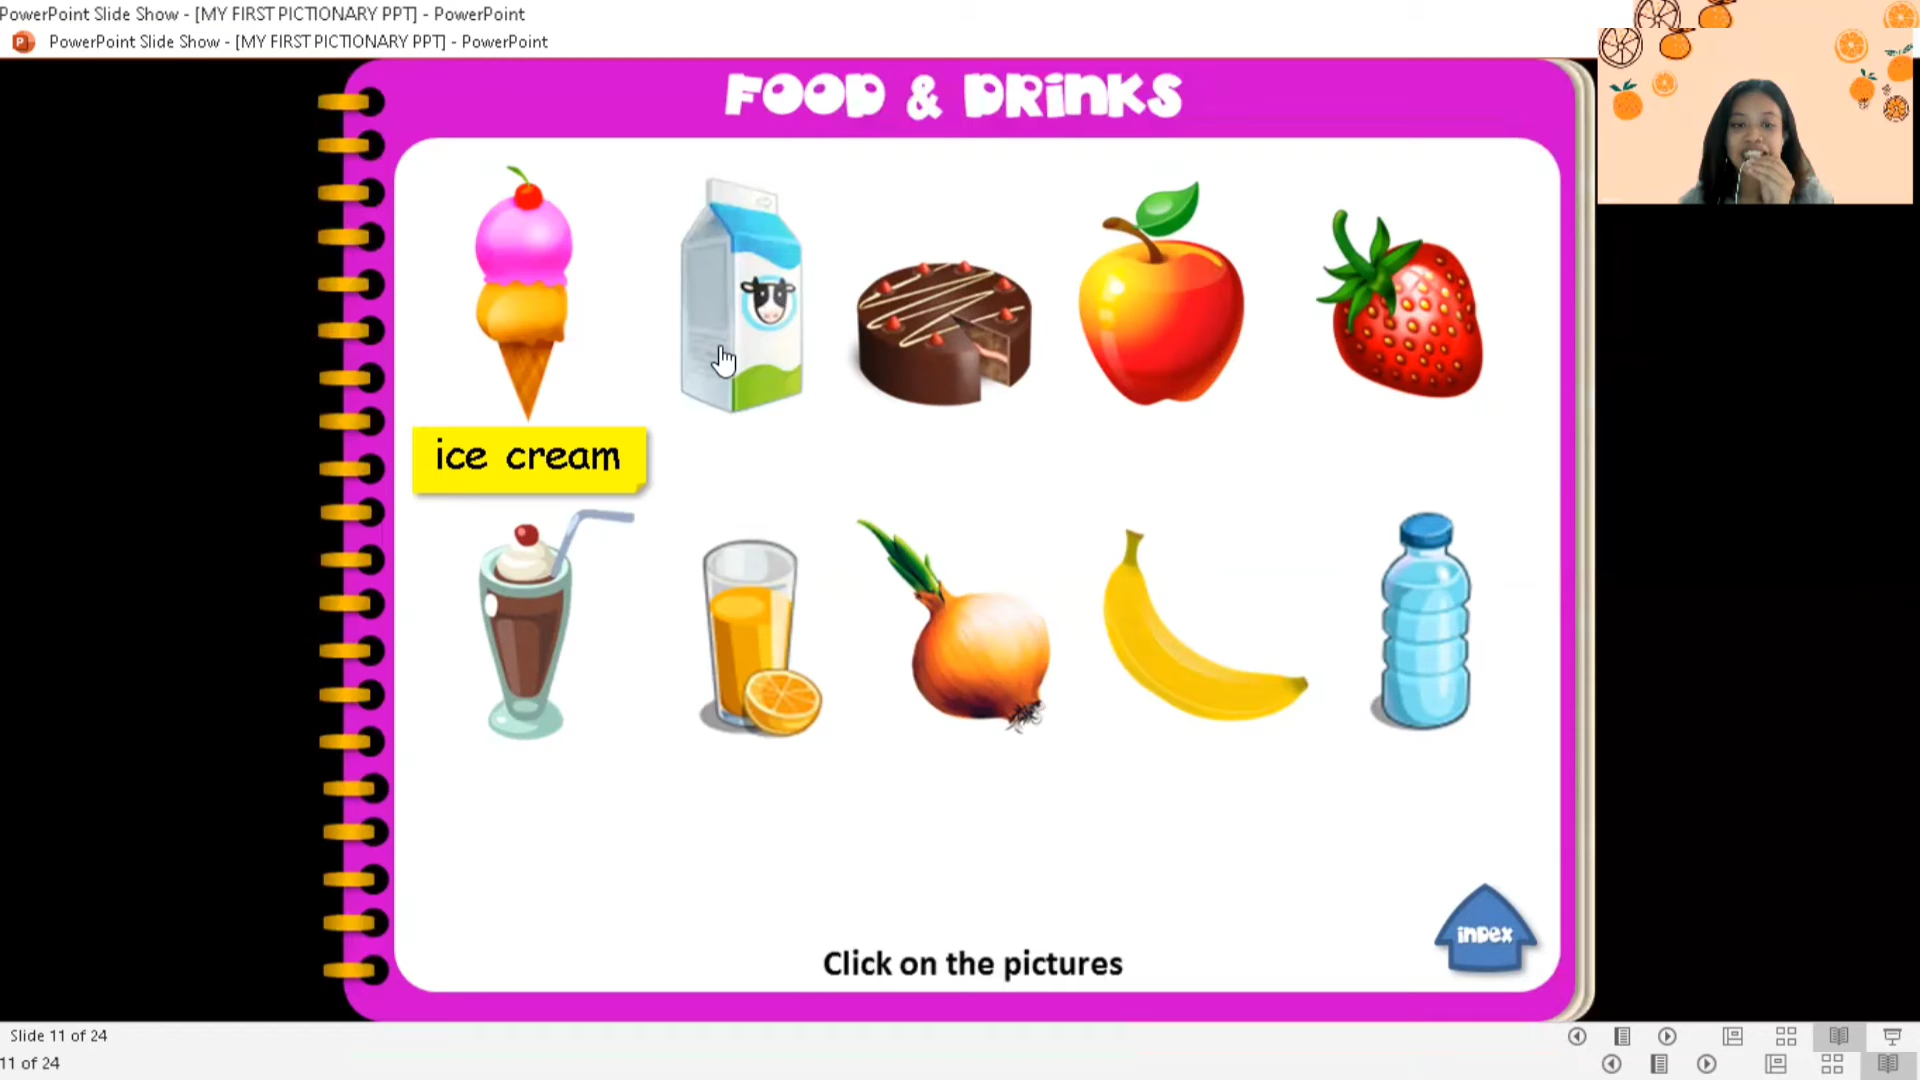 PowerPoint Slide Show - [MY FIRST PICTIONARY PPT] - PowerPoint
PowerPoint Slide Show - [MY FIRST PICTIONARY PPT] - PowerPoint
FOOD & DRINKS
ice cream
INDEX
Click on the pictures
Slide 11 of 24
11 of 24